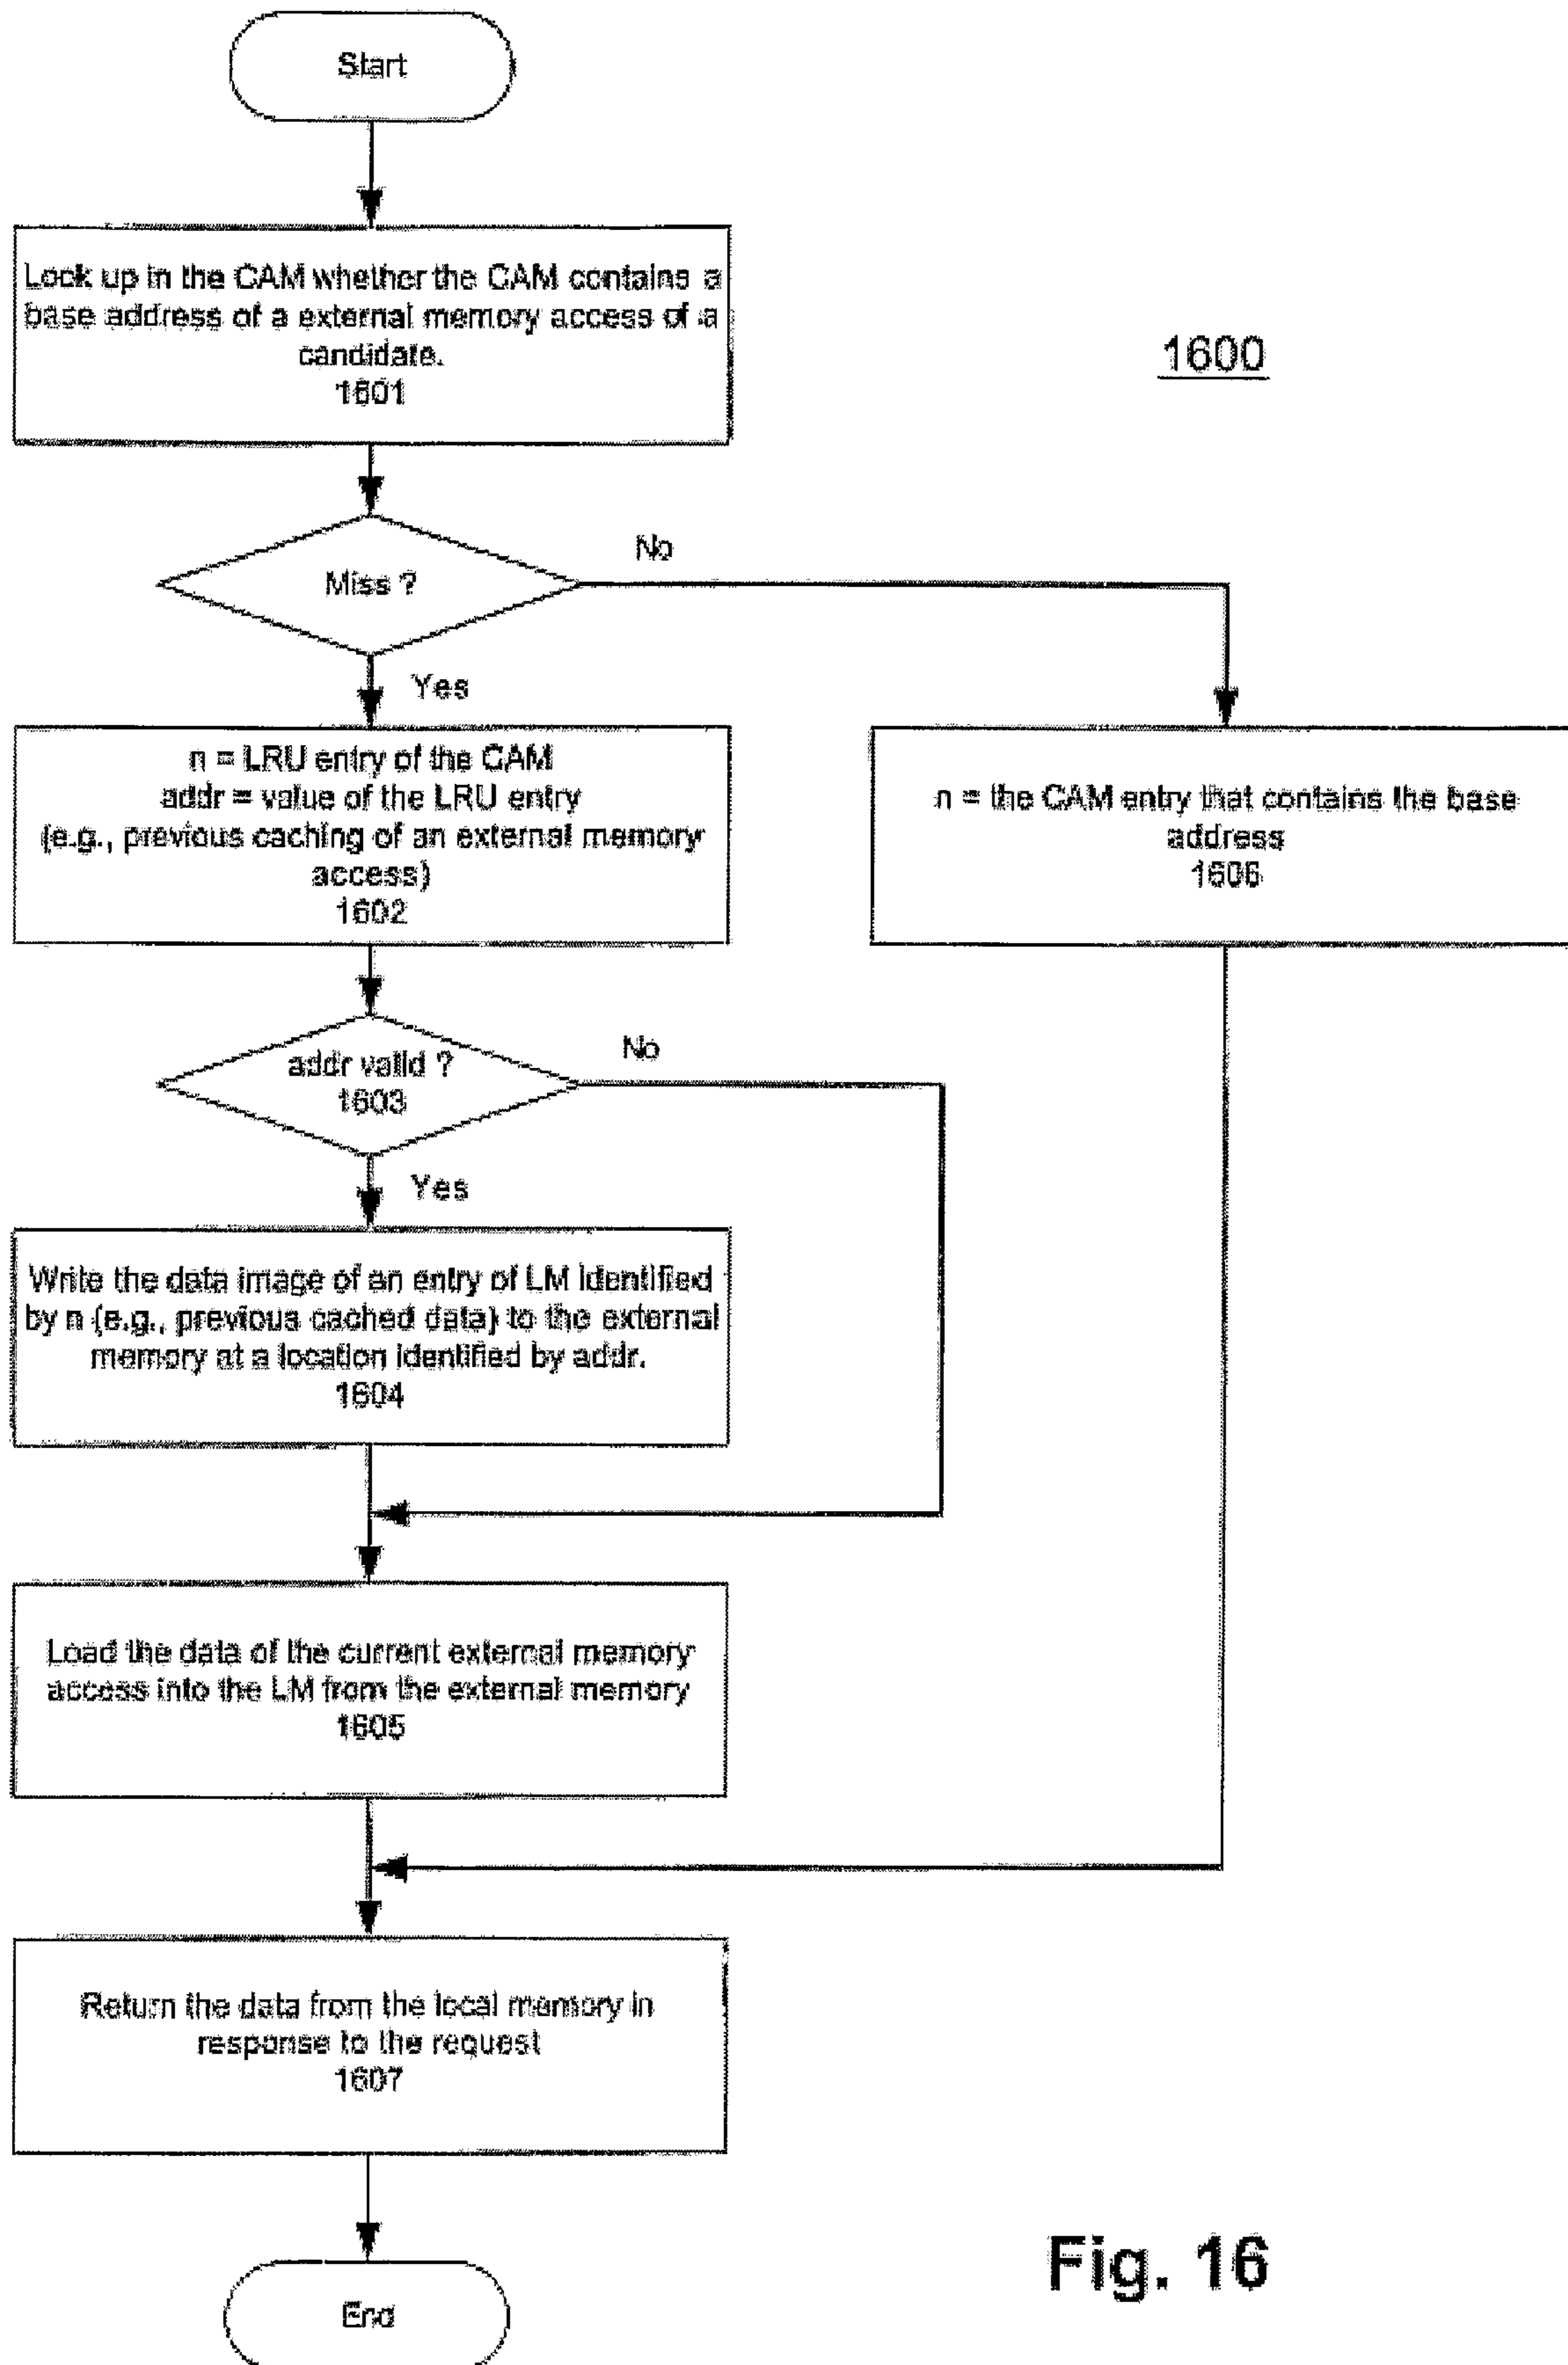 Start
Look up in the CAM whether the CAM contains a
base address of a external memory access of a
candidate.
1601
1600
Miss ?
No
Yes
n = LRU entry of the CAM
addr = value of the LRU entry
(e.g., previous caching of an external memory
access)
1602
n = the CAM entry that contains the base
address
1606
addr valid ?
1603
No
Yes
Write the data image of an entry of LM identified
by n (e.g., previous cached data) to the external
memory at a location identified by addr.
1604
Load the data of the current external memory
access into the LM from the external memory
1605
Return the data from the local memory in
response to the request
1607
End
Fig. 16